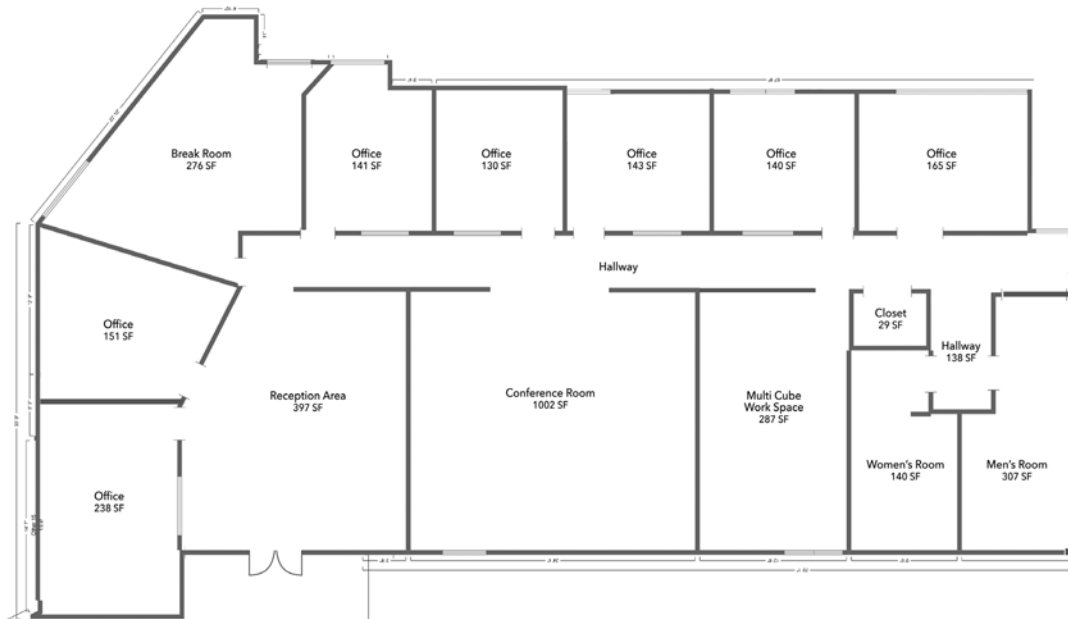 Break Room
276 SF
Office
141 SF
Office
130 SF
Office
143 SF
Office
140 SF
Office
165 SF
Hallway
Office
151 SF
Closet
29 SF
Hallway
138 SF
Reception Area
397 SF
Conference Room
1002 SF
Multi Cube
Work Space
287 SF
Women's Room
140 SF
Men's Room
307 SF
Office
238 SF